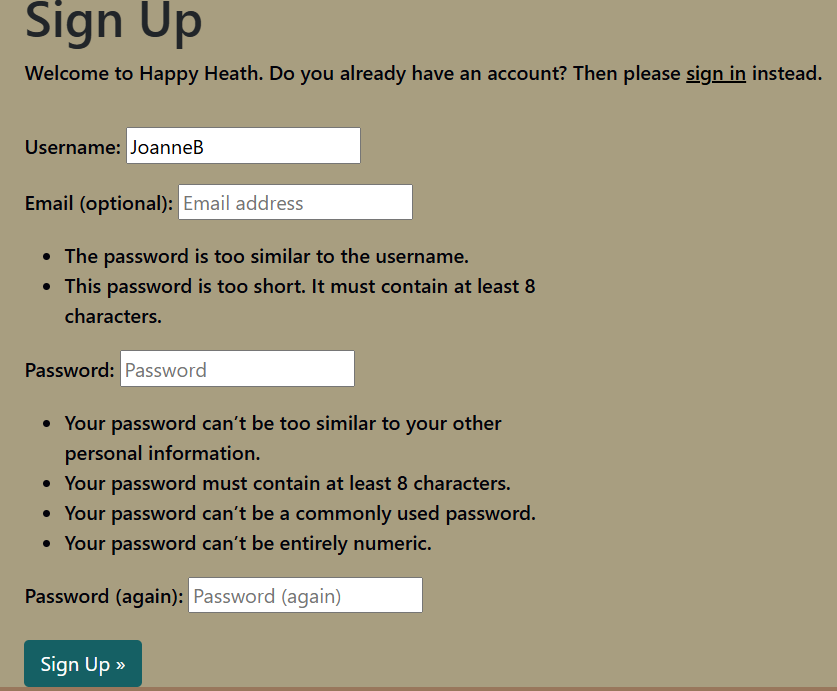 Sign Up
Welcome to Happy Heath. Do you already have an account? Then please sign in instead.
Username: JoanneB
Email (optional): Email address
• The password is too similar to the username.
• This password is too short. It must contain at least 8
characters.
Password: Password
• Your password can’t be too similar to your other
personal information.
• Your password must contain at least 8 characters.
• Your password can’t be a commonly used password.
• Your password can’t be entirely numeric.
Password (again): Password (again)
Sign Up »